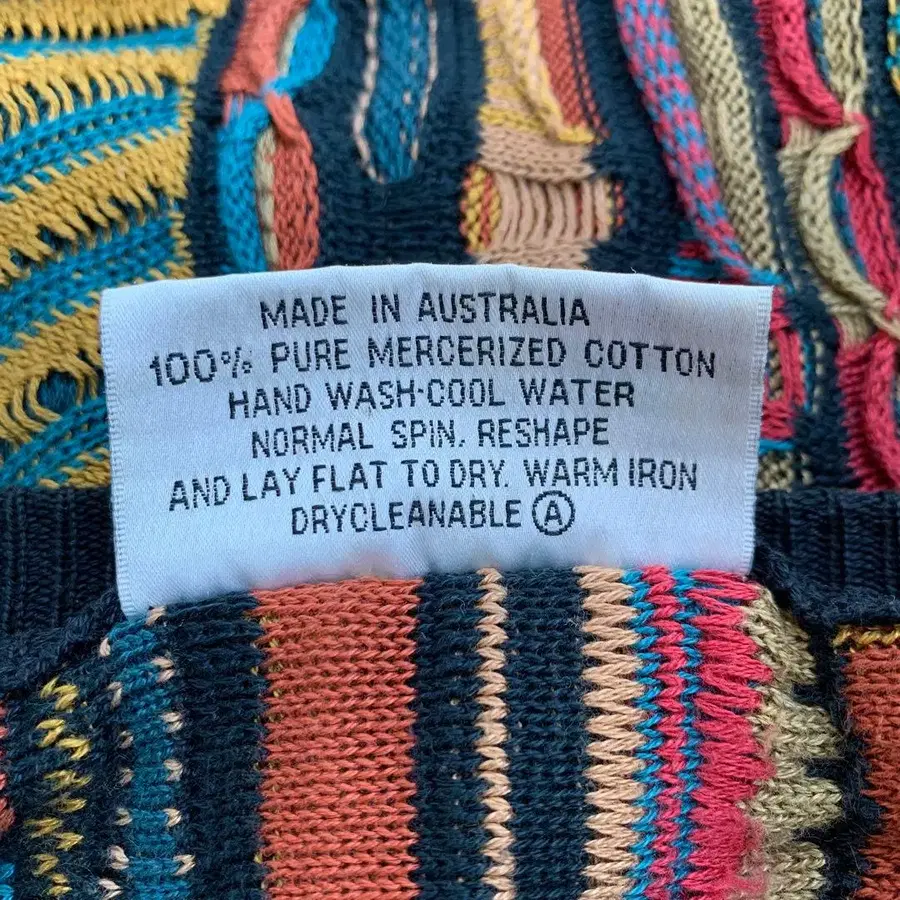 MADE IN AUSTRALIA
100% PURE MERCERIZED COTTON
HAND WASH-COOL WATER
NORMAL SPIN, RESHAPE
AND LAY FLAT TO DRY. WARM IRON
DRYCLEANABLE Ⓐ